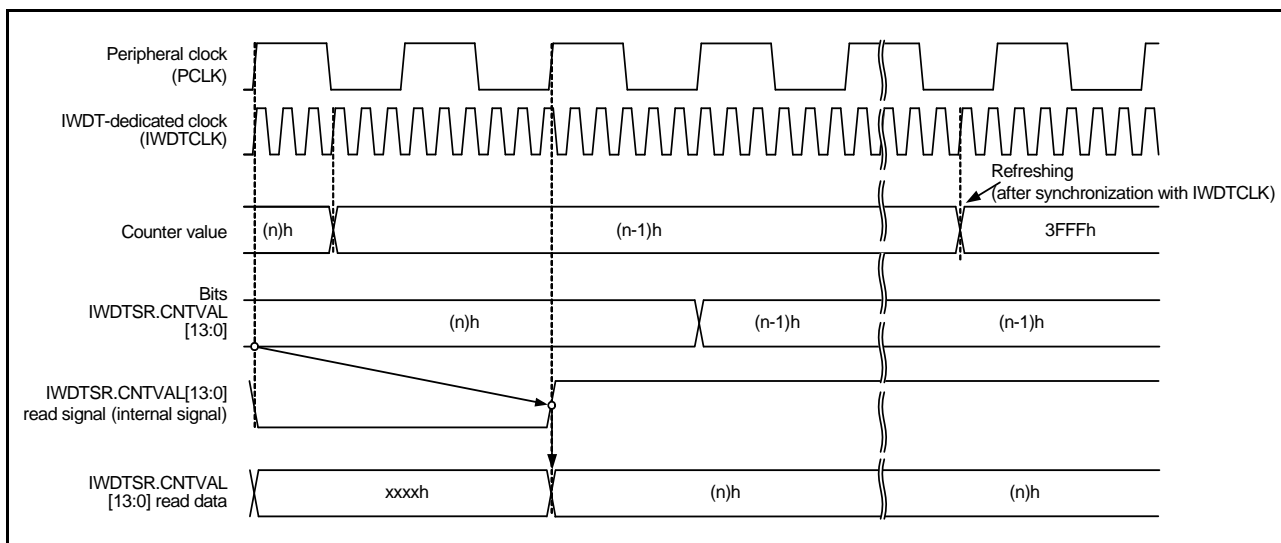 Peripheral clock
(PCLK)
IWDT-dedicated clock
(IWDTCLK)
Refreshing
(after synchronization with IWDTCLK)
Counter value
(n)h
(n-1)h
3FFFh
Bits
IWDTSR.CNTVAL
[13:0]
(n)h
(n-1)h
(n-1)h
IWDTSR.CNTVAL[13:0]
read signal (internal signal)
IWDTSR.CNTVAL
[13:0] read data
xxxxh
(n)h
(n)h